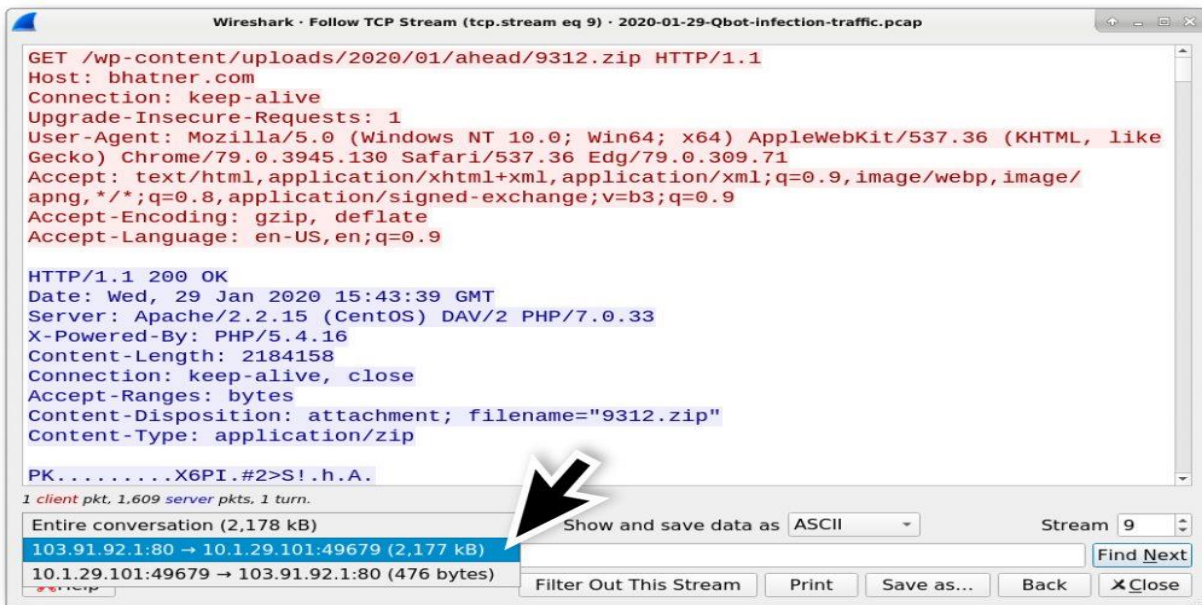 Wireshark · Follow TCP Stream (tcp.stream eq 9) · 2020-01-29-Qbot-infection-traffic.pcap
GET /wp-content/uploads/2020/01/ahead/9312.zip HTTP/1.1
Host: bhatner.com
Connection: keep-alive
Upgrade-Insecure-Requests: 1
User-Agent: Mozilla/5.0 (Windows NT 10.0; Win64; x64) AppleWebKit/537.36 (KHTML, like
Gecko) Chrome/79.0.3945.130 Safari/537.36 Edg/79.0.309.71
Accept: text/html,application/xhtml+xml,application/xml;q=0.9,image/webp,image/
apng,*/*;q=0.8,application/signed-exchange;v=b3;q=0.9
Accept-Encoding: gzip, deflate
Accept-Language: en-US,en;q=0.9
HTTP/1.1 200 OK
Date: Wed, 29 Jan 2020 15:43:39 GMT
Server: Apache/2.2.15 (CentOS) DAV/2 PHP/7.0.33
X-Powered-By: PHP/5.4.16
Content-Length: 2184158
Connection: keep-alive, close
Accept-Ranges: bytes
Content-Disposition: attachment; filename="9312.zip"
Content-Type: application/zip
PK.........X6PI.#2>S!.h.A.
1 client pkt, 1,609 server pkts, 1 turn.
Entire conversation (2,178 kB) Show and save data as ASCII Stream 9
103.91.92.1:80 → 10.1.29.101:49679 (2,177 kB) Find Next
10.1.29.101:49679 → 103.91.92.1:80 (476 bytes) Filter Out This Stream Print Save as... Back Close